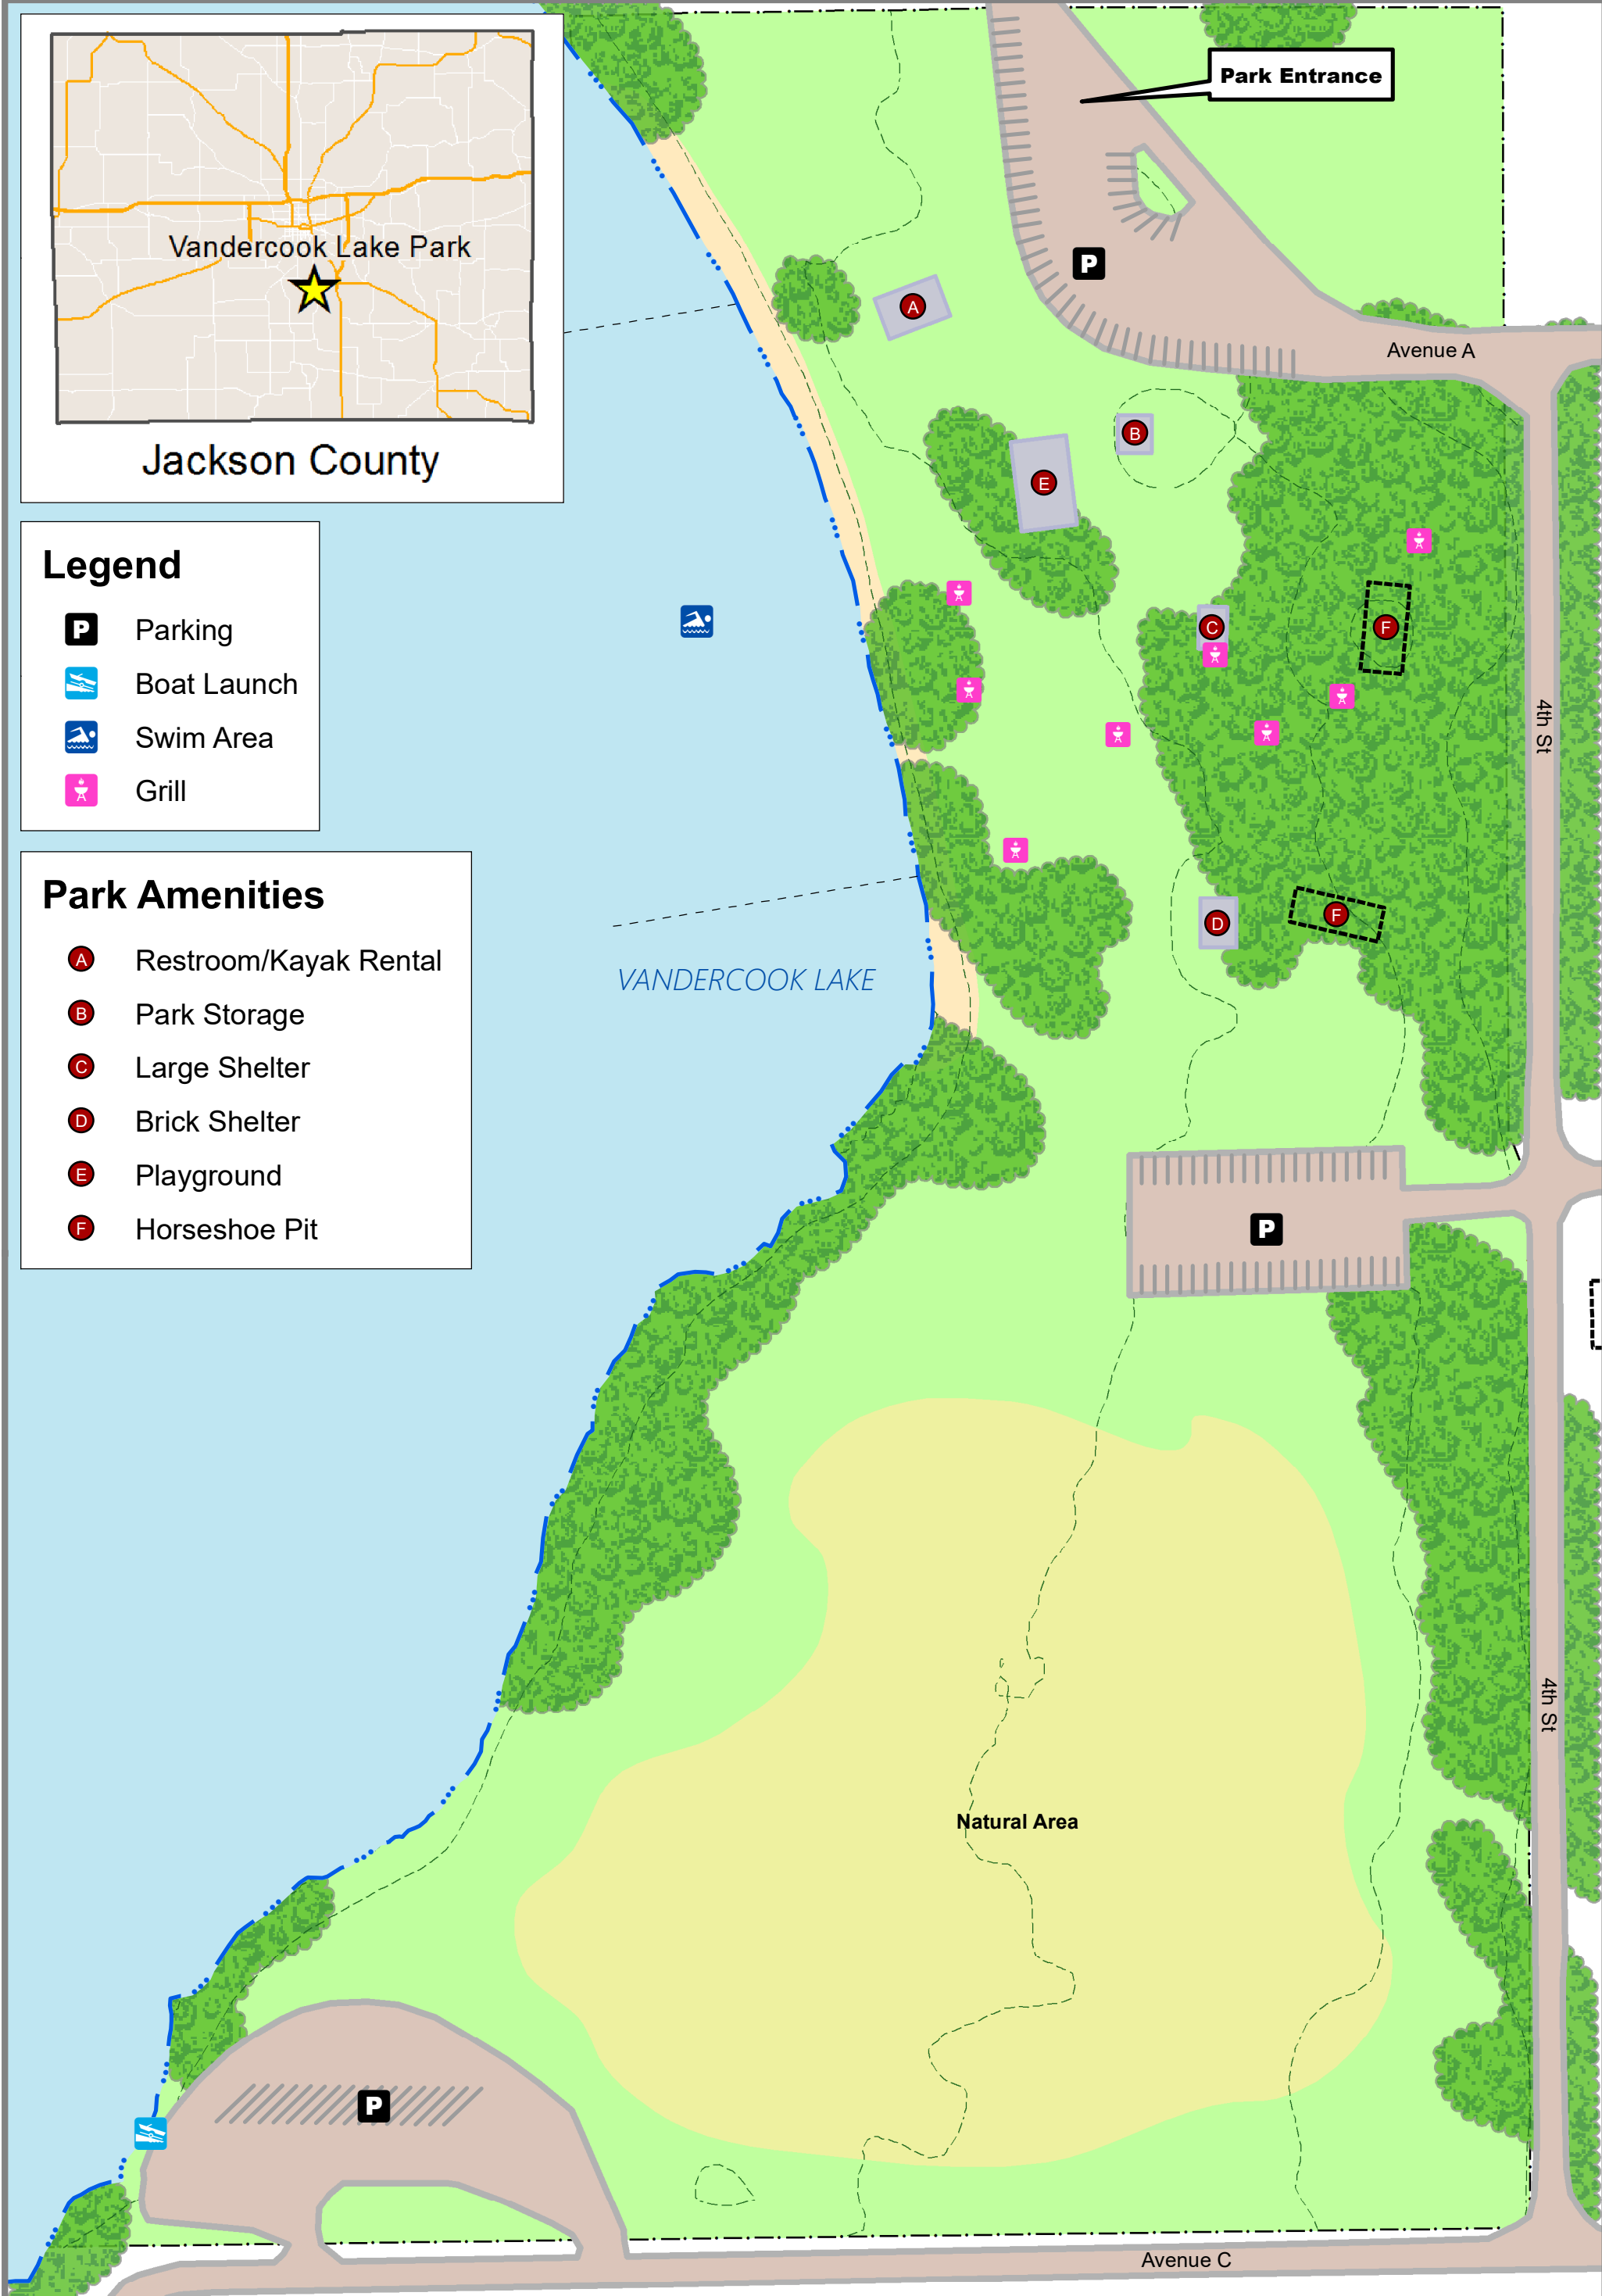 Park Entrance
Vandercook Lake Park
Jackson County
P
A
Avenue A
B
E
Legend
P Parking
Boat Launch
Swim Area
Grill
C
F
4th St
Park Amenities
A Restroom/Kayak Rental
B Park Storage
C Large Shelter
D Brick Shelter
E Playground
F Horseshoe Pit
D
F
VANDERCOOK LAKE
P
4th St
Natural Area
P
Avenue C